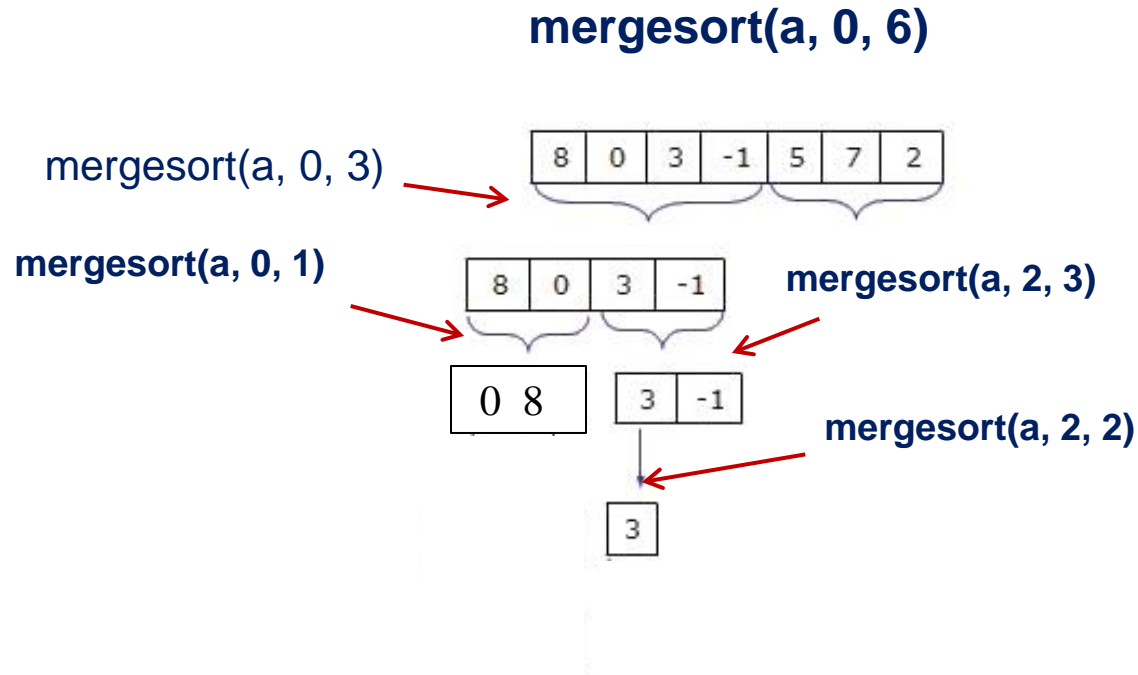 mergesort(a, 0, 6)
8 0 3 -1 5 7 2
mergesort(a, 0, 3)
mergesort(a, 0, 1)
8 0 3 -1
mergesort(a, 2, 3)
0 8
3 -1
mergesort(a, 2, 2)
3